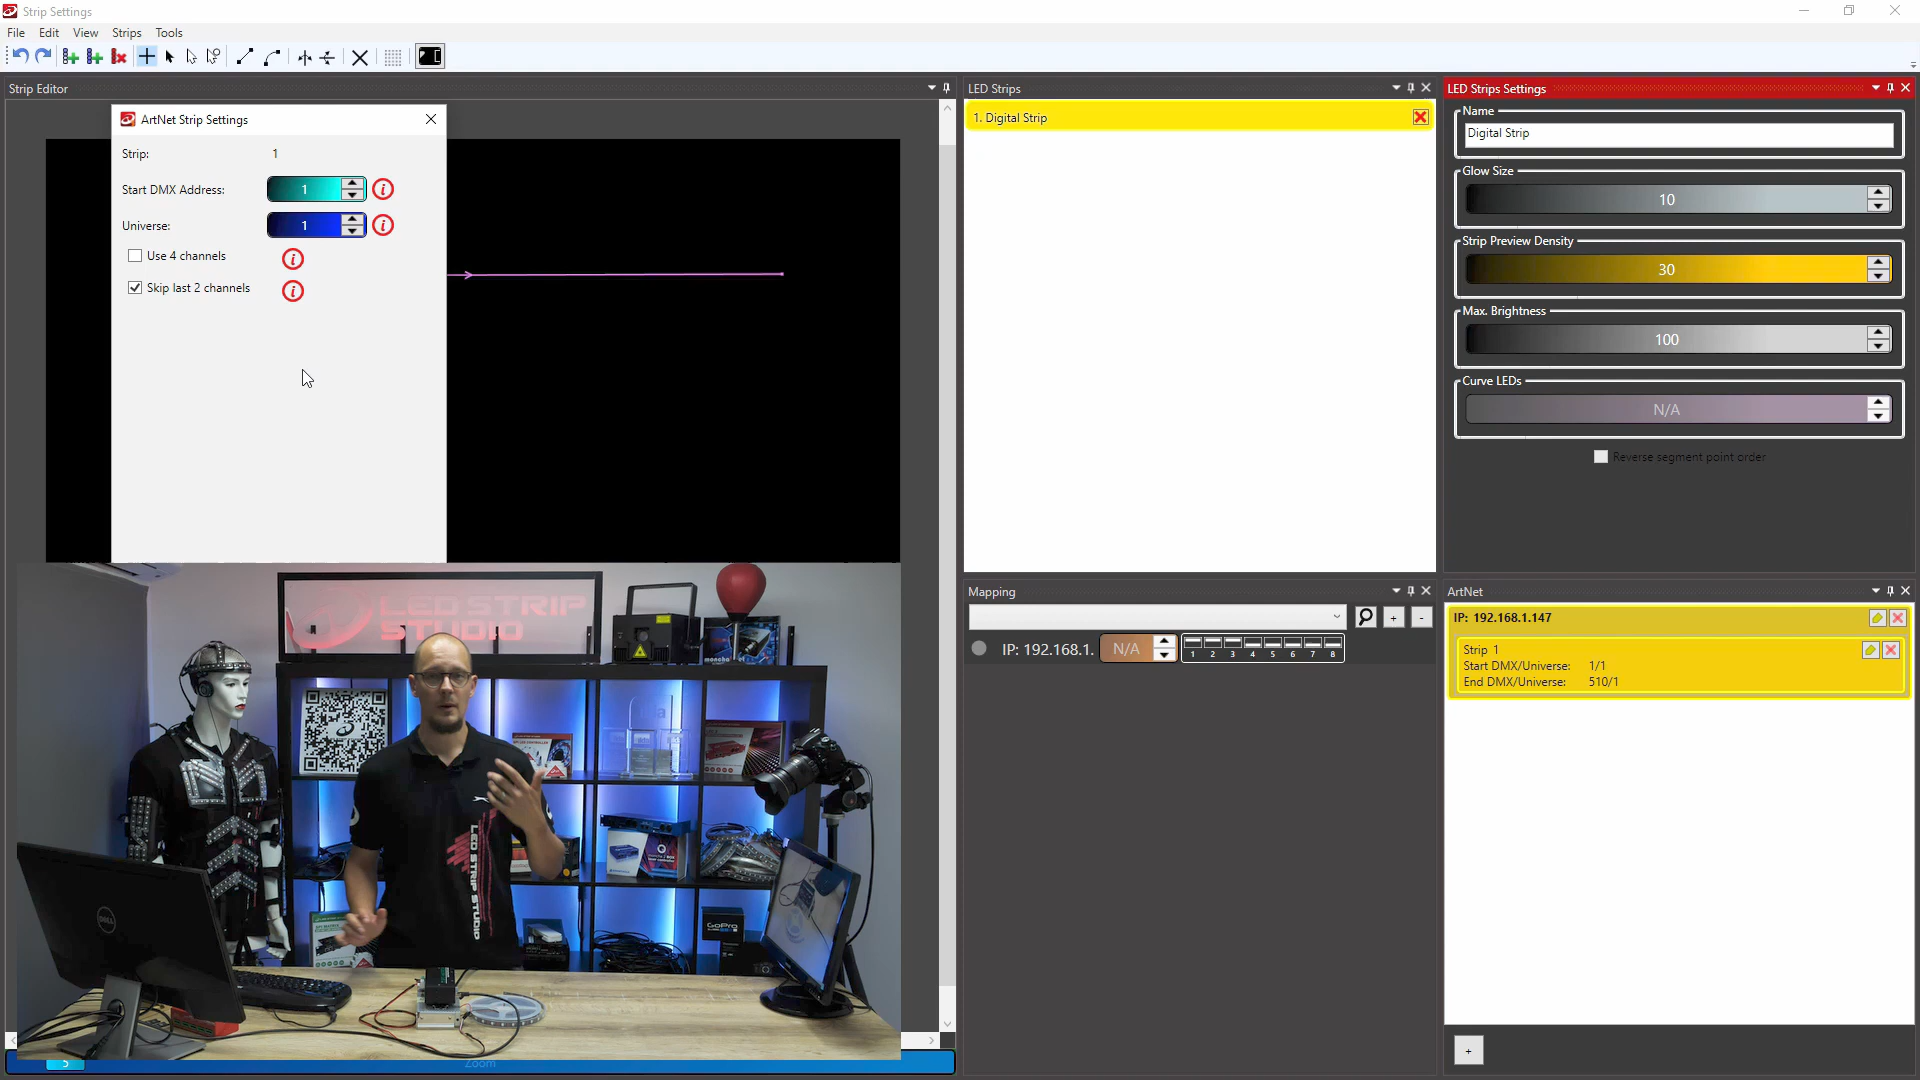 Strip Settings
File Edit View Strips Tools
Strip Editor
ArtNet Strip Settings
Strip: 1
Start DMX Address: 1
Universe: 1
Use 4 channels
Skip last 2 channels
LED STRIP
STUDIO
LED STRIP STUDIO
DELL
GoPro
5
Zoom
LED Strips
1. Digital Strip
Mapping
+ -
IP: 192.168.1. N/A
1 2 3 4 5 6 7 8
LED Strips Settings
Name
Digital Strip
Glow Size
10
Strip Preview Density
30
Max. Brightness
100
Curve LEDs
N/A
Reverse segment point order
ArtNet
IP: 192.168.1.147
Strip 1
Start DMX/Universe: 1/1
End DMX/Universe: 510/1
+